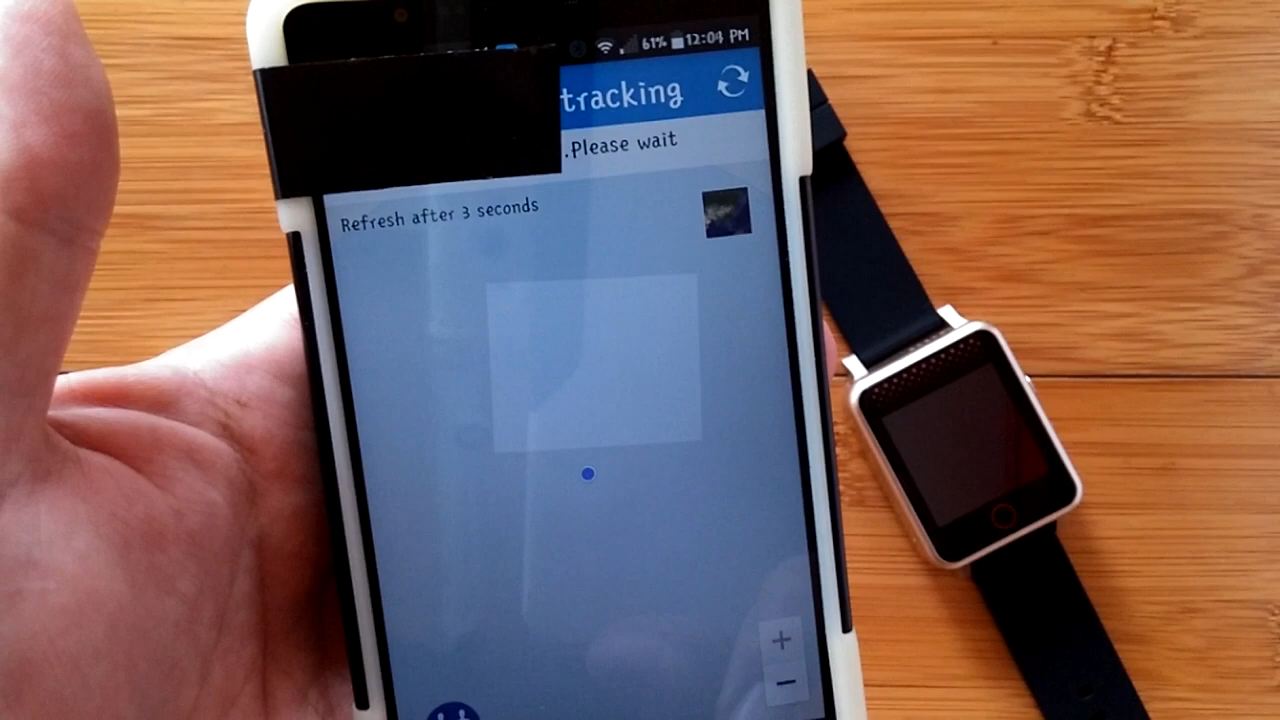 61% 12:04 PM
tracking
.Please wait
Refresh after 3 seconds
+
-